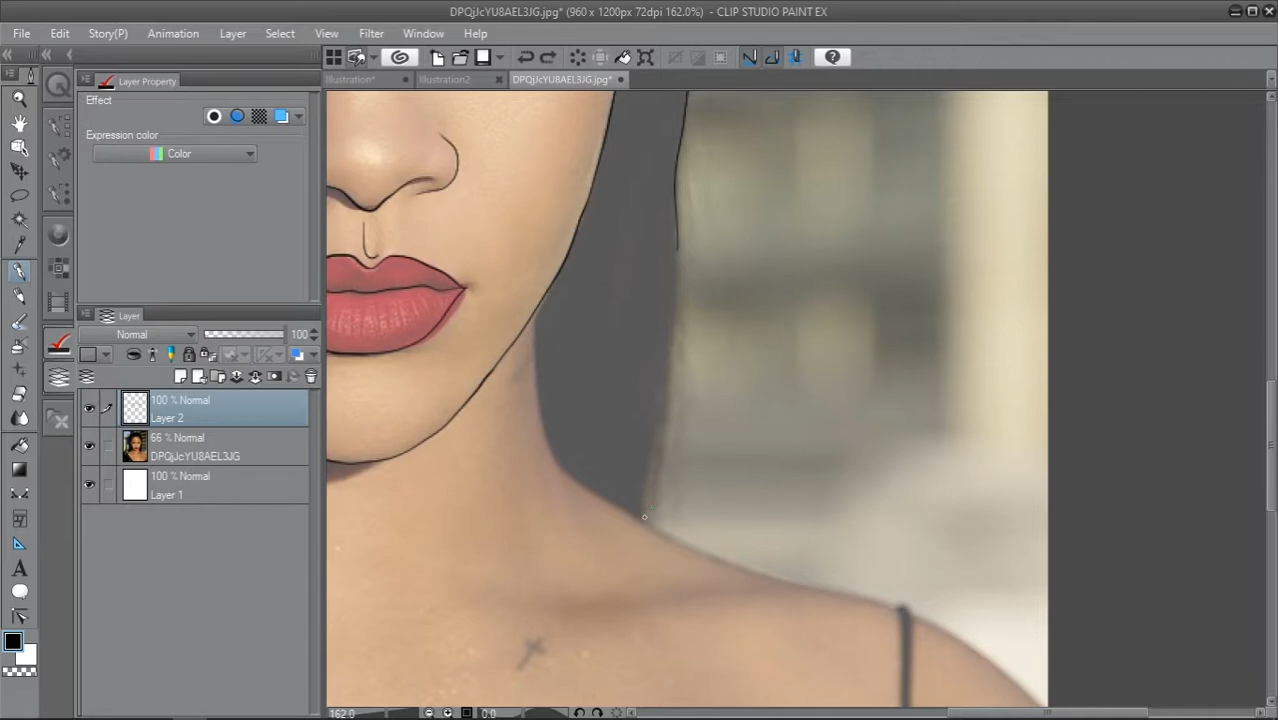 DPQjJcYU8AEL3JG.jpg* (960 x 1200px 72dpi 162.0%) - CLIP STUDIO PAINT EX
File Edit Story(P) Animation Layer Select View Filter Window Help
Illustration* Illustration2 DPQjJcYU8AEL3JG.jpg*
Layer Property
Effect
Expression color
Color
Layer
Normal 100
100 % Normal
Layer 2
66 % Normal
DPQjJcYU8AEL3JG
100 % Normal
Layer 1
162.0 0.0